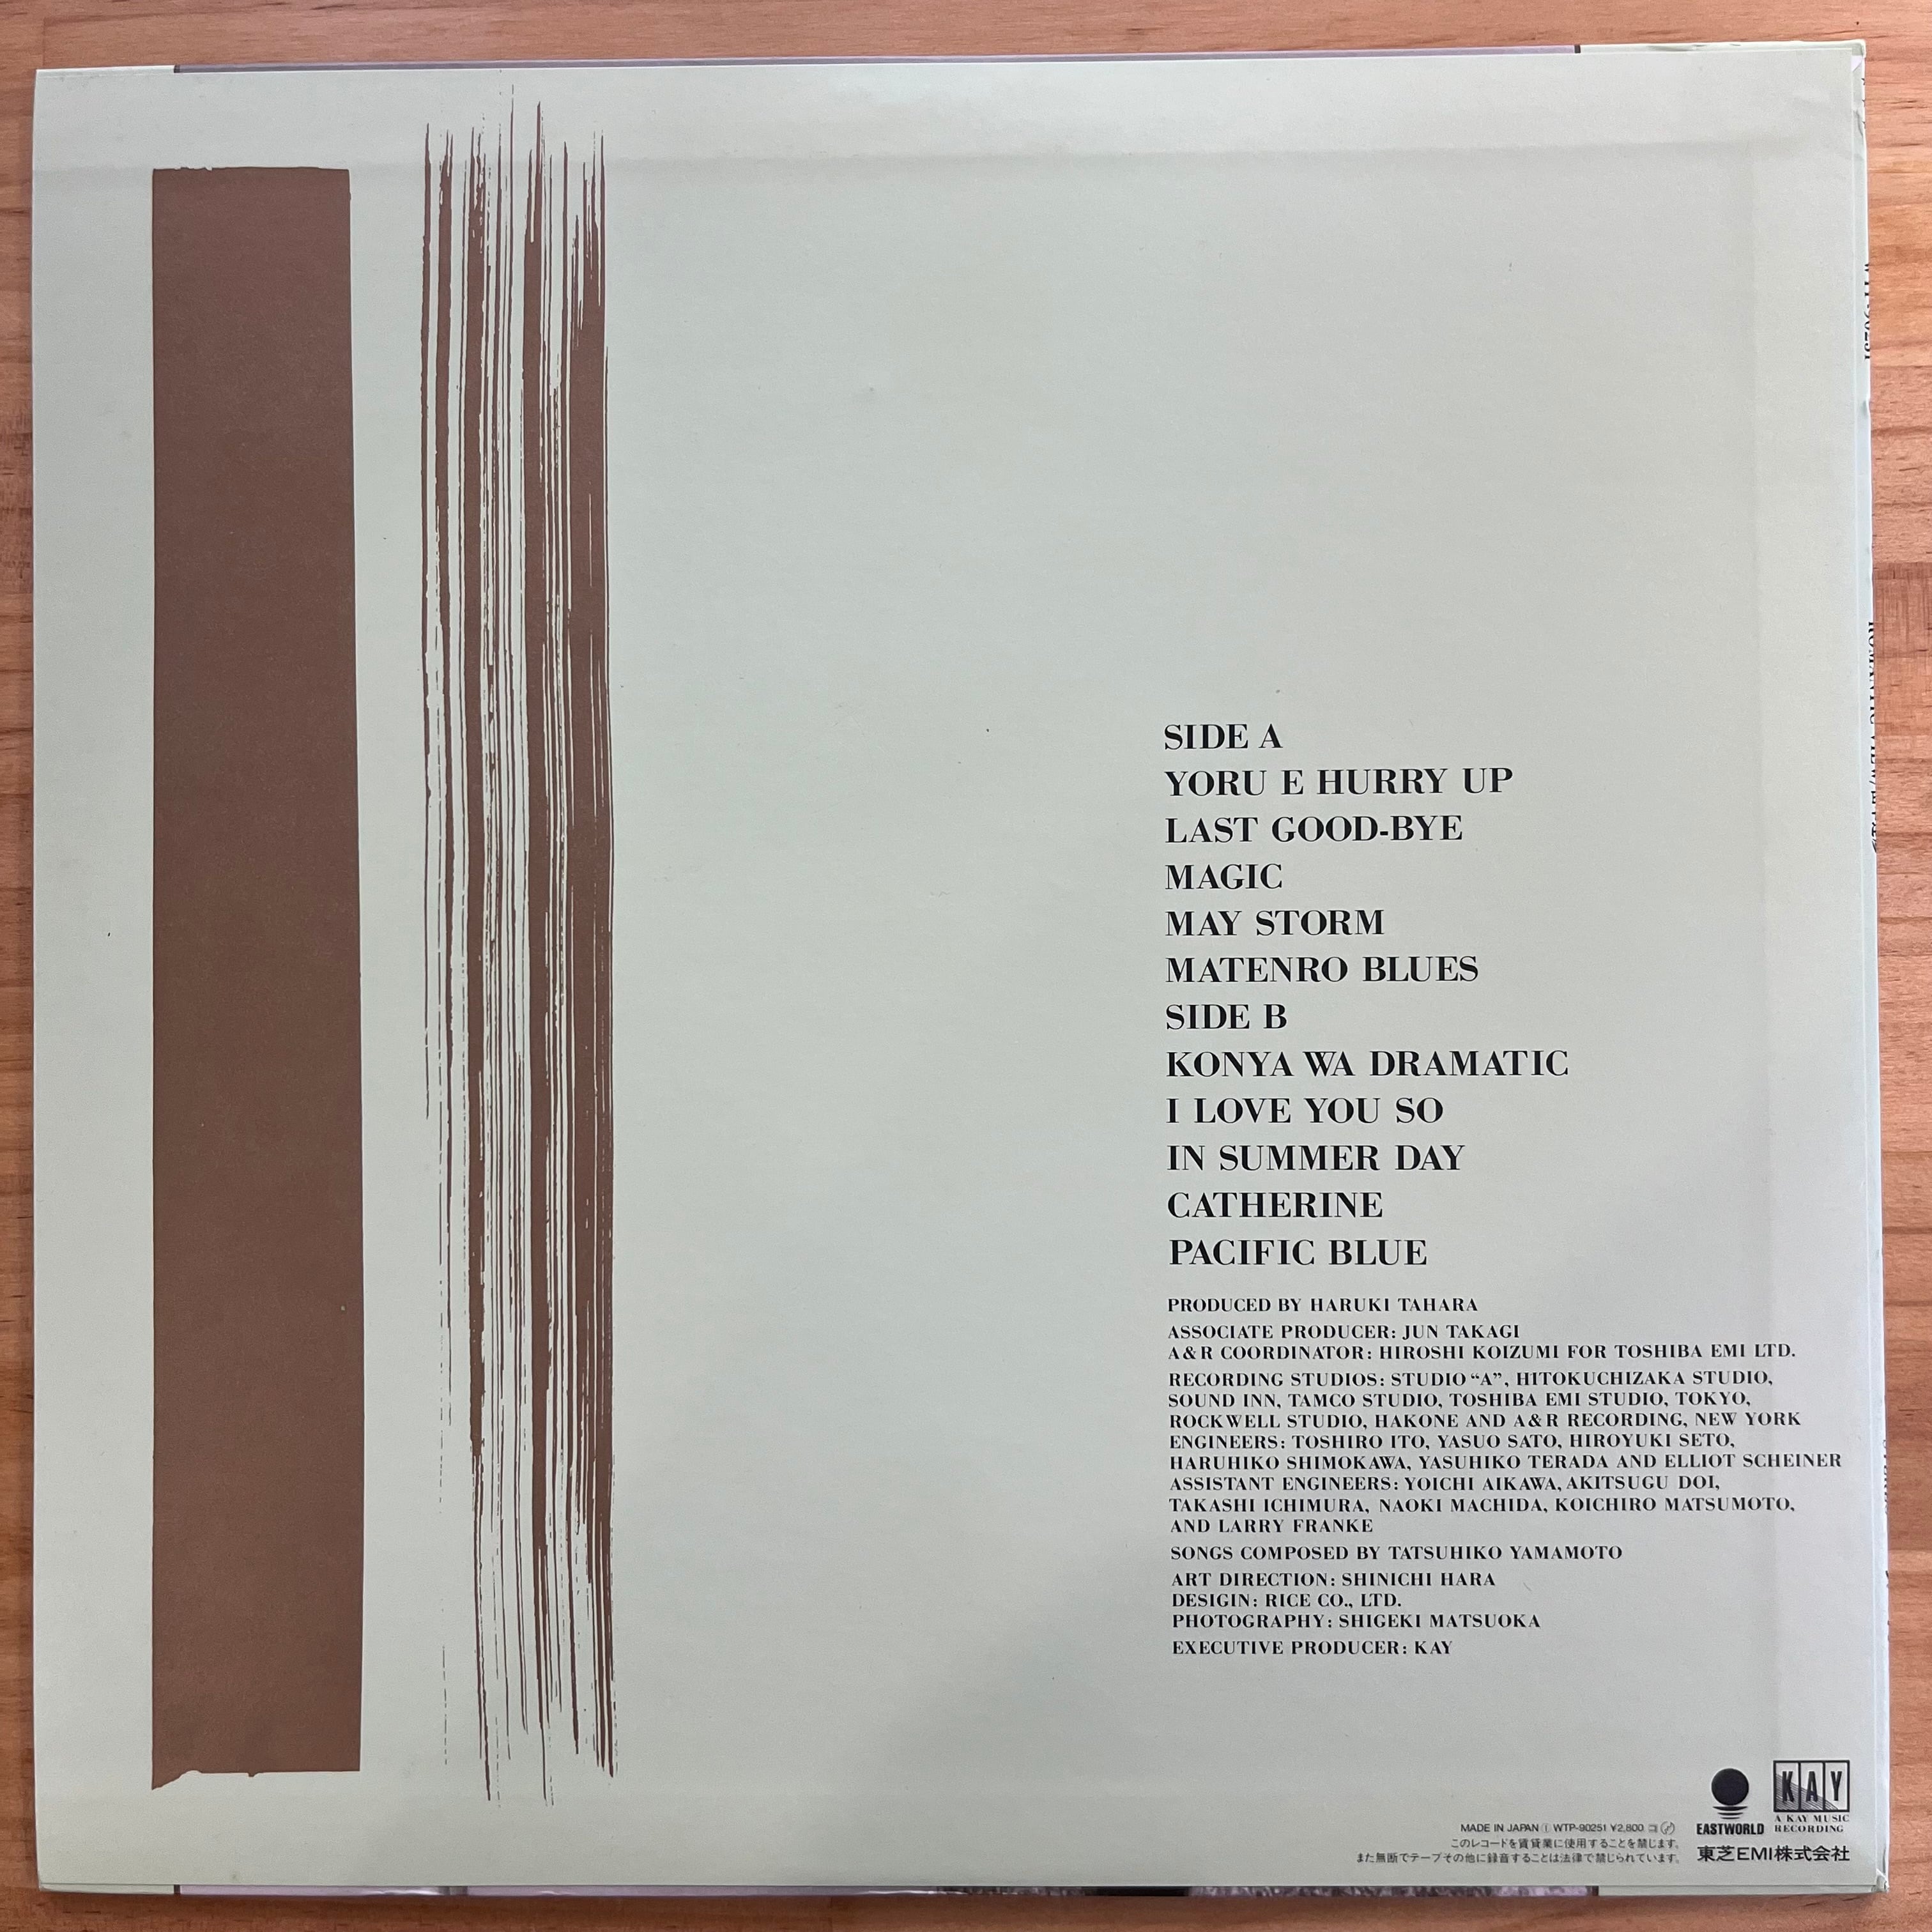 SIDE A
YORU E HURRY UP
LAST GOOD-BYE
MAGIC
MAY STORM
MATENRO BLUES
SIDE B
KONYA WA DRAMATIC
I LOVE YOU SO
IN SUMMER DAY
CATHERINE
PACIFIC BLUE
PRODUCED BY HARUKI TAHARA
ASSOCIATE PRODUCER: JUN TAKAGI
A&R COORDINATOR: HIROSHI KOIZUMI FOR TOSHIBA EMI LTD.
RECORDING STUDIOS: STUDIO “A”, HITOKUCHIZAKA STUDIO,
SOUND INN, TAMCO STUDIO, TOSHIBA EMI STUDIO, TOKYO,
ROCKWELL STUDIO, HAKONE AND A&R RECORDING, NEW YORK
ENGINEERS: TOSHIRO ITO, YASUO SATO, HIROYUKI SETO,
HARUHIKO SHIMOKAWA, YASUHIKO TERADA AND ELLIOT SCHEINER
ASSISTANT ENGINEERS: YOICHI AIKAWA, AKITSUGU DOI,
TAKASHI ICHIMURA, NAOKI MACHIDA, KOICHIRO MATSUMOTO,
AND LARRY FRANKE
SONGS COMPOSED BY TATSUHIKO YAMAMOTO
ART DIRECTION: SHINICHI HARA
DESIGIN: RICE CO., LTD.
PHOTOGRAPHY: SHIGEKI MATSUOKA
EXECUTIVE PRODUCER: KAY
KAY
A KAY MUSIC
RECORDING
EASTWORLD
MADE IN JAPAN Ⓘ WTP-90251 ¥2,800
このレコードを賃貸業に使用することを禁じます。
また無断でテープその他に録音することは法律で禁じられています。
東芝EMI株式会社